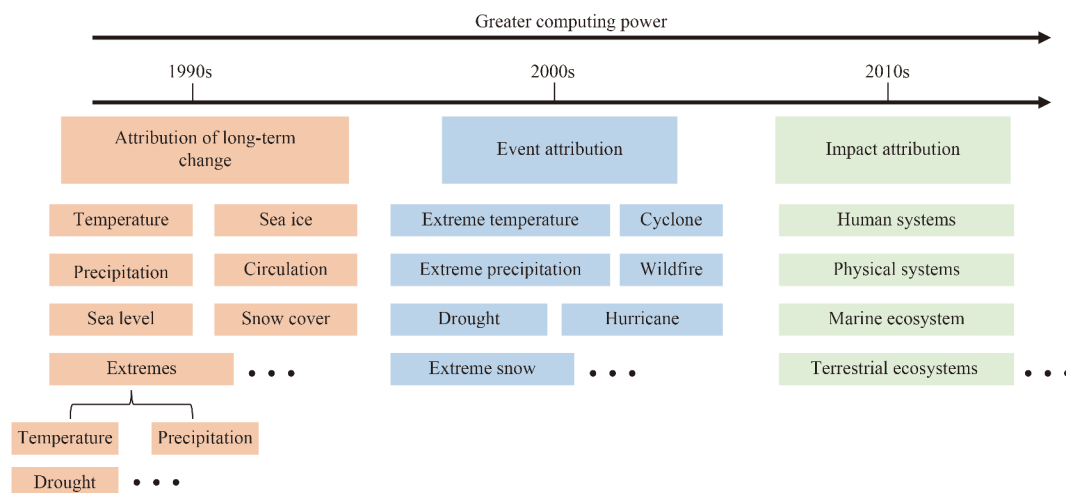 Greater computing power
1990s
2000s
2010s
Attribution of long-term
change
Event attribution
Impact attribution
Temperature
Sea ice
Extreme temperature
Cyclone
Human systems
Precipitation
Circulation
Extreme precipitation
Wildfire
Physical systems
Sea level
Snow cover
Drought
Hurricane
Marine ecosystem
Extremes
• • •
Extreme snow
• • •
Terrestrial ecosystems
• • •
Temperature
Precipitation
Drought
• • •